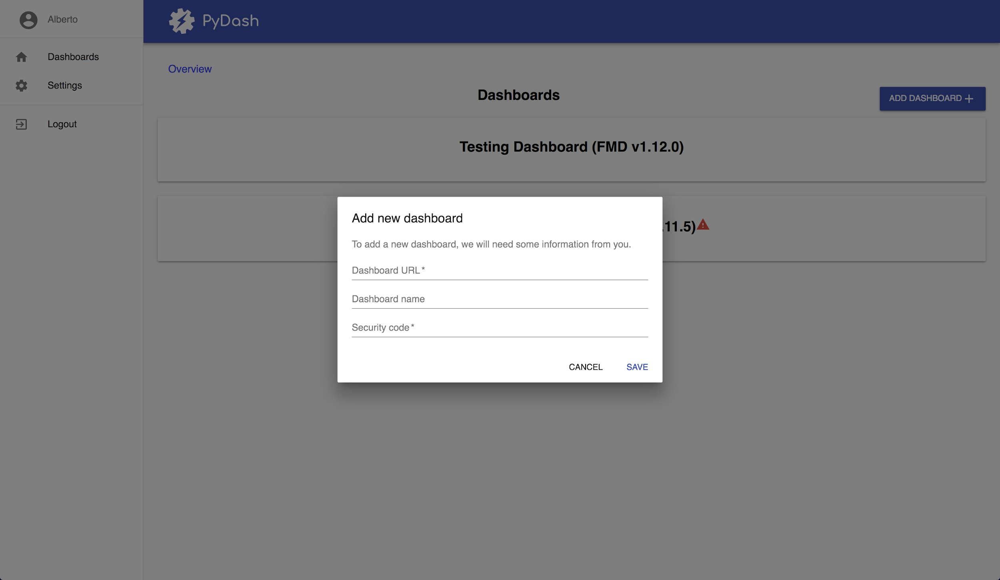 Alberto
PyDash
Dashboards
Settings
Logout
Overview
Dashboards
ADD DASHBOARD
Testing Dashboard (FMD v1.12.0)
.11.5)
Add new dashboard
To add a new dashboard, we will need some information from you.
Dashboard URL *
Dashboard name
Security code *
CANCEL SAVE